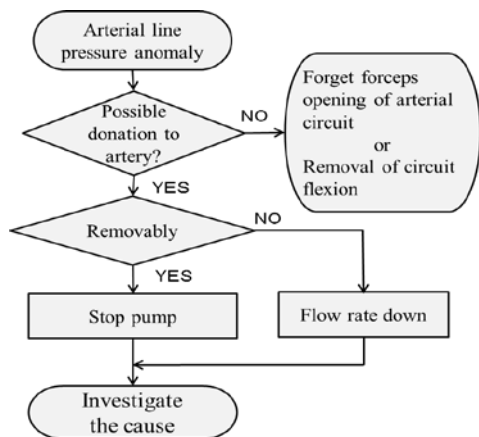 Arterial line
pressure anomaly
Possible
donation to
artery?
NO
Forget forceps
opening of arterial
circuit
or
Removal of circuit
flexion
YES
Removably
NO
YES
Stop pump
Flow rate down
Investigate
the cause